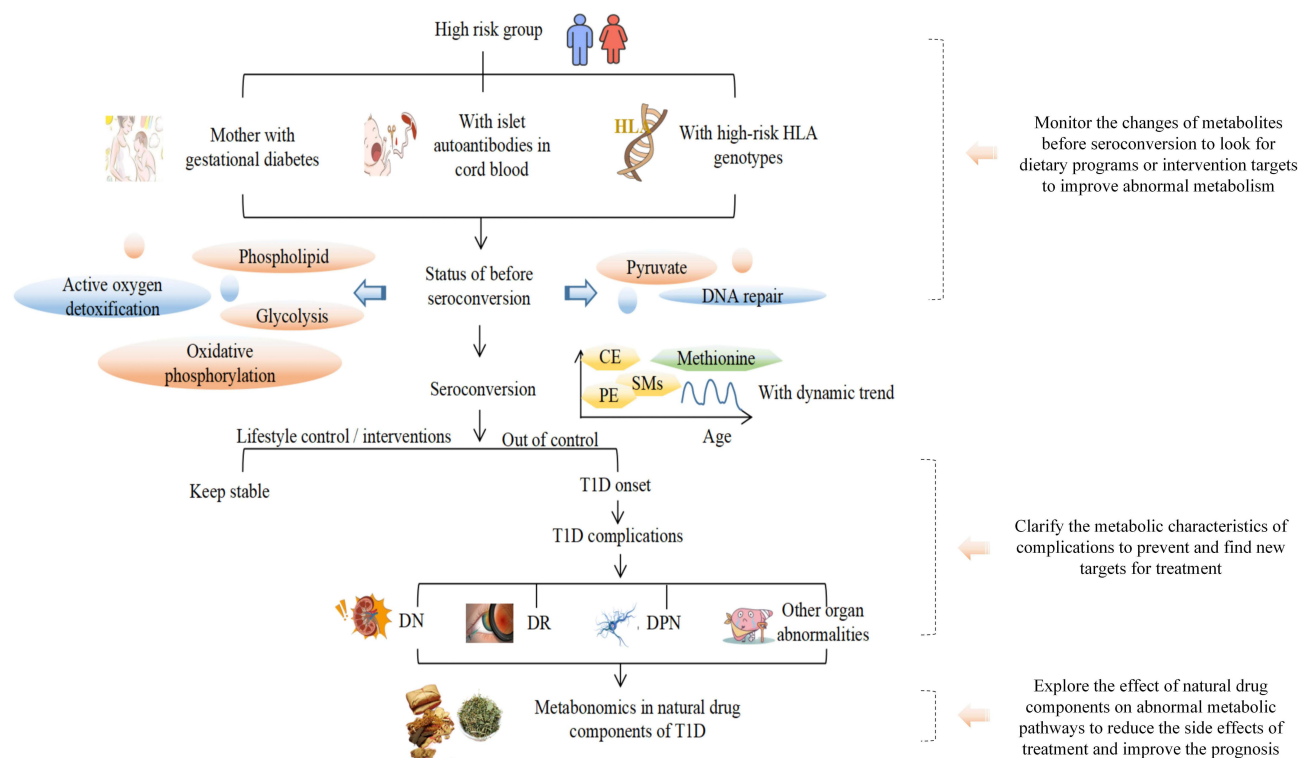 High risk group
Mother with
gestational diabetes
With islet
autoantibodies in
cord blood
HLA
With high-risk HLA
genotypes
Monitor the changes of metabolites
before seroconversion to look for
dietary programs or intervention targets
to improve abnormal metabolism
Phospholipid
Active oxygen
detoxification
Glycolysis
Oxidative
phosphorylation
Status of before
seroconversion
Pyruvate
DNA repair
Seroconversion
CE
Methionine
SMs
PE
With dynamic trend
Age
Lifestyle control / interventions
Out of control
Keep stable
T1D onset
T1D complications
Clarify the metabolic characteristics of
complications to prevent and find new
targets for treatment
DN
DR
DPN
Other organ
abnormalities
Metabonomics in natural drug
components of T1D
Explore the effect of natural drug
components on abnormal metabolic
pathways to reduce the side effects of
treatment and improve the prognosis